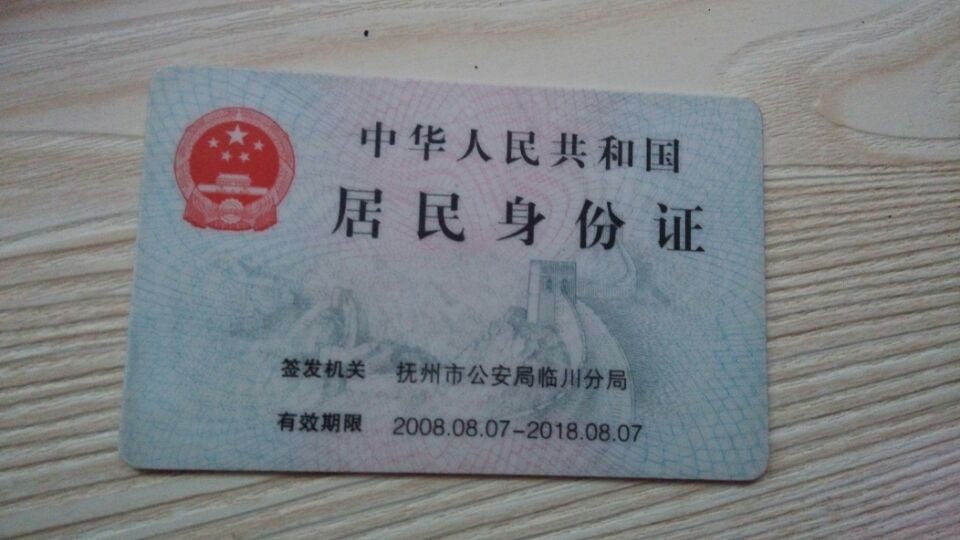 中华人民共和国
居民身份证
签发机关 抚州市公安局临川分局
有效期限 2008.08.07-2018.08.07